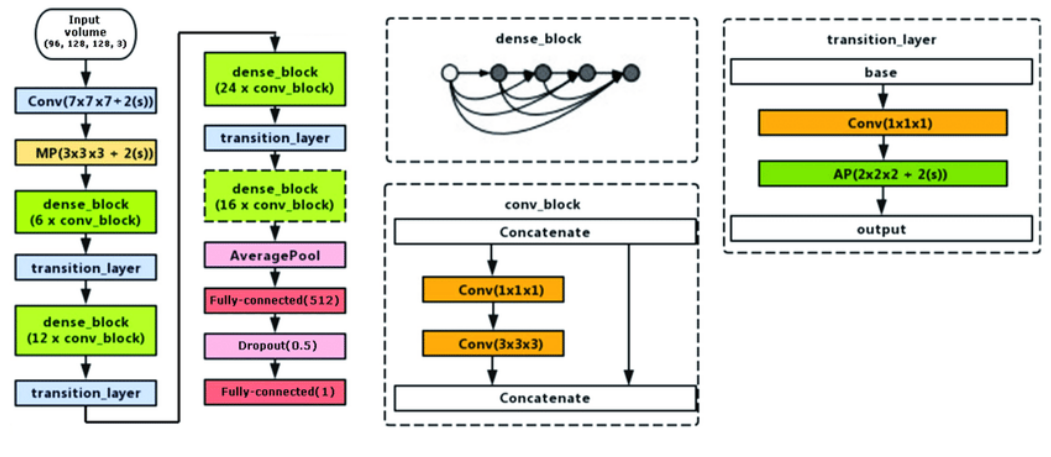 Input
volume
(96, 128, 128, 3)
Conv(7x7x7+2(s))
MP(3x3x3 + 2(s))
dense_block
(6 x conv_block)
transition_layer
dense_block
(12 x conv_block)
transition_layer
dense_block
(24 x conv_block)
transition_layer
dense_block
(16 x conv_block)
AveragePool
Fully-connected(512)
Dropout(0.5)
Fully-connected(1)
dense_block
conv_block
Concatenate
Conv(1x1x1)
Conv(3x3x3)
Concatenate
transition_layer
base
Conv(1x1x1)
AP(2x2x2 + 2(s))
output